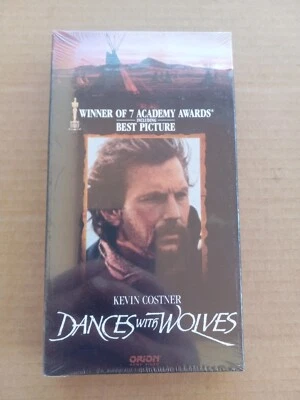 WINNER OF 7 ACADEMY AWARDS®
INCLUDING
BEST PICTURE
KEVIN COSTNER
DANCES WITH WOLVES
ORION